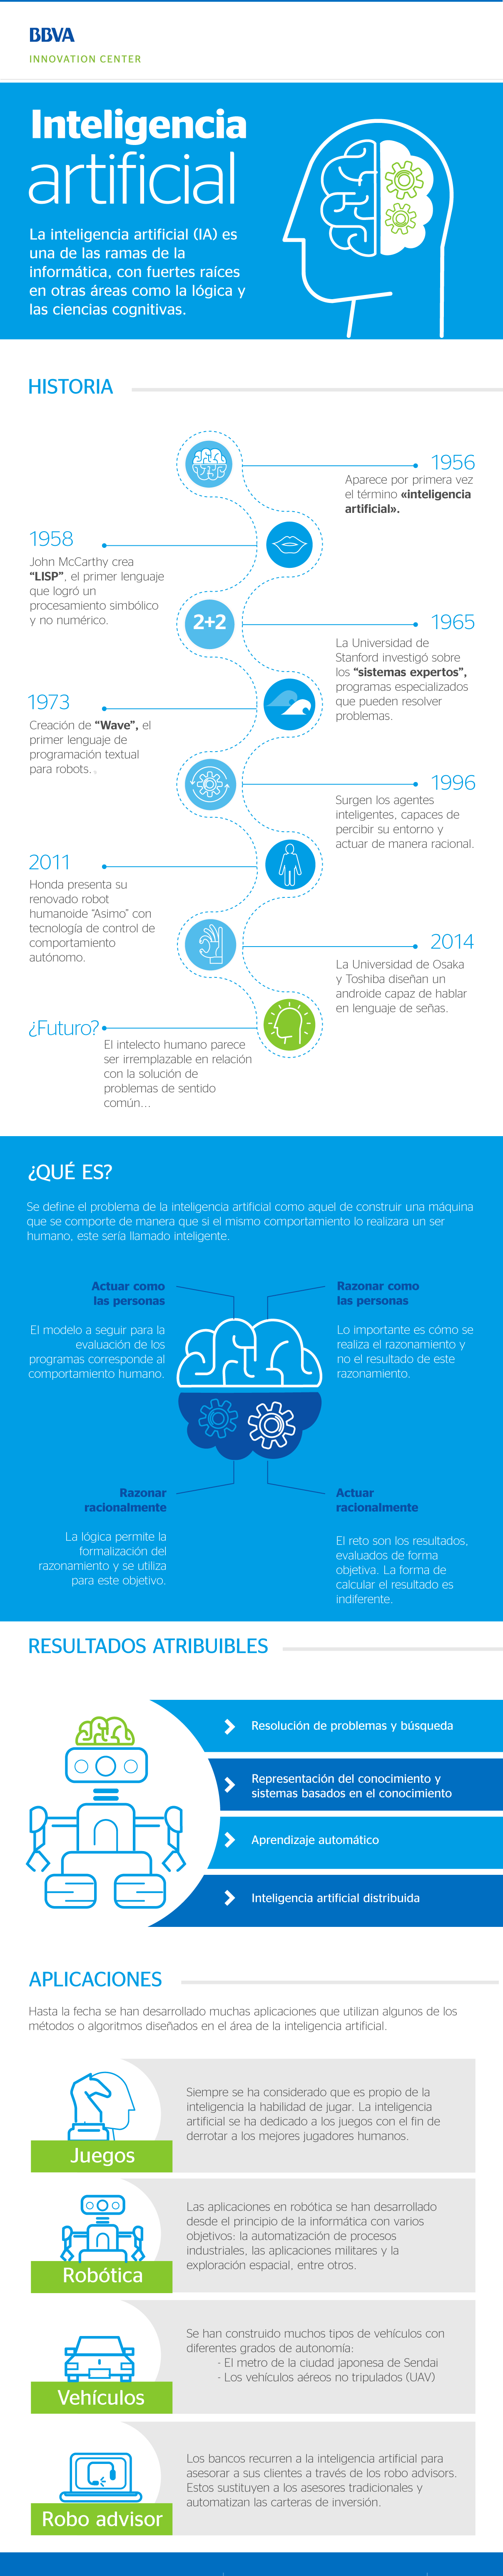 BBVA
INNOVATION CENTER
Inteligencia
artificial
La inteligencia artificial (IA) es
una de las ramas de la
informática, con fuertes raíces
en otras áreas como la lógica y
las ciencias cognitivas.
HISTORIA
1956
Aparece por primera vez
el término «inteligencia
artificial».
1958
John McCarthy crea
“LISP”, el primer lenguaje
que logró un
procesamiento simbólico
y no numérico.
2+2
1965
La Universidad de
Stanford investigó sobre
los “sistemas expertos”,
programas especializados
que pueden resolver
problemas.
1973
Creación de “Wave”, el
primer lenguaje de
programación textual
para robots. .
1996
Surgen los agentes
inteligentes, capaces de
percibir su entorno y
actuar de manera racional.
2011
Honda presenta su
renovado robot
humanoide “Asimo” con
tecnología de control de
comportamiento
autónomo.
2014
La Universidad de Osaka
y Toshiba diseñan un
androide capaz de hablar
en lenguaje de señas.
¿Futuro?
El intelecto humano parece
ser irremplazable en relación
con la solución de
problemas de sentido
común...
¿QUÉ ES?
Se define el problema de la inteligencia artificial como aquel de construir una máquina
que se comporte de manera que si el mismo comportamiento lo realizara un ser
humano, este sería llamado inteligente.
Actuar como
las personas
El modelo a seguir para la
evaluación de los
programas corresponde al
comportamiento humano.
Razonar como
las personas
Lo importante es cómo se
realiza el razonamiento y
no el resultado de este
razonamiento.
Razonar
racionalmente
La lógica permite la
formalización del
razonamiento y se utiliza
para este objetivo.
Actuar
racionalmente
El reto son los resultados,
evaluados de forma
objetiva. La forma de
calcular el resultado es
indiferente.
RESULTADOS ATRIBUIBLES
Resolución de problemas y búsqueda
Representación del conocimiento y
sistemas basados en el conocimiento
Aprendizaje automático
Inteligencia artificial distribuida
APLICACIONES
Hasta la fecha se han desarrollado muchas aplicaciones que utilizan algunos de los
métodos o algoritmos diseñados en el área de la inteligencia artificial.
Juegos
Siempre se ha considerado que es propio de la
inteligencia la habilidad de jugar. La inteligencia
artificial se ha dedicado a los juegos con el fin de
derrotar a los mejores jugadores humanos.
Robótica
Las aplicaciones en robótica se han desarrollado
desde el principio de la informática con varios
objetivos: la automatización de procesos
industriales, las aplicaciones militares y la
exploración espacial, entre otros.
Vehículos
Se han construido muchos tipos de vehículos con
diferentes grados de autonomía:
- El metro de la ciudad japonesa de Sendai
- Los vehículos aéreos no tripulados (UAV)
Robo advisor
Los bancos recurren a la inteligencia artificial para
asesorar a sus clientes a través de los robo advisors.
Estos sustituyen a los asesores tradicionales y
automatizan las carteras de inversión.